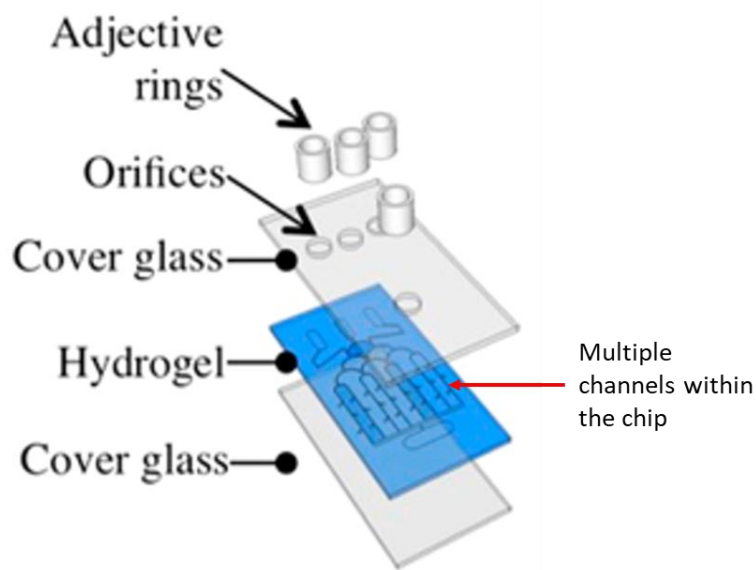 Adjective
rings
Orifices
Cover glass
Hydrogel
Cover glass
Multiple
channels within
the chip